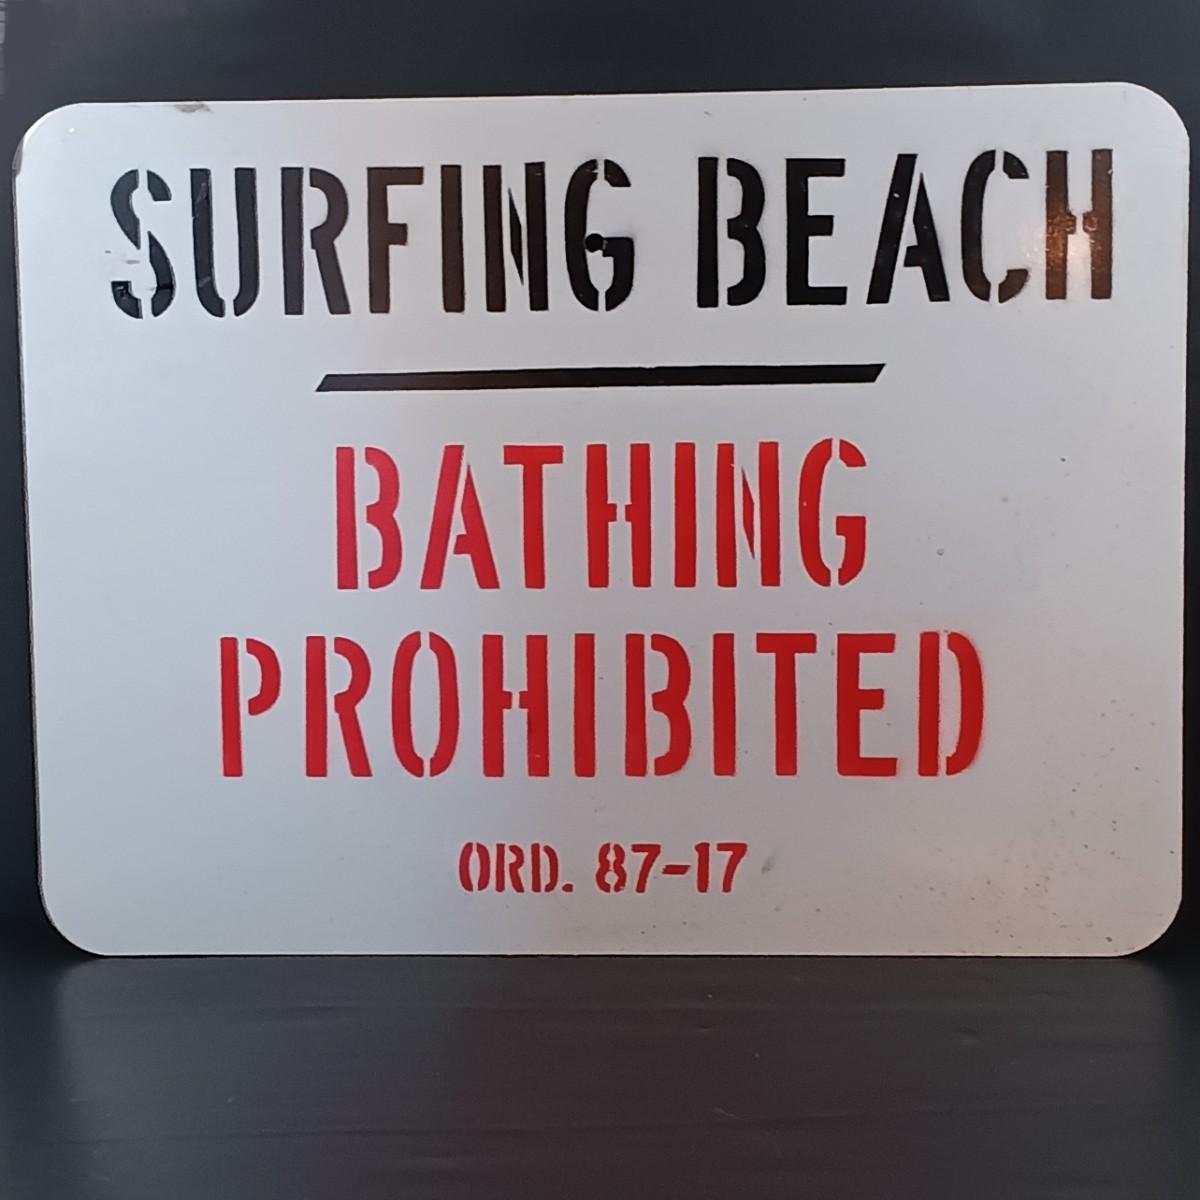 SURFING BEACH
BATHING
PROHIBITED
ORD. 87-17